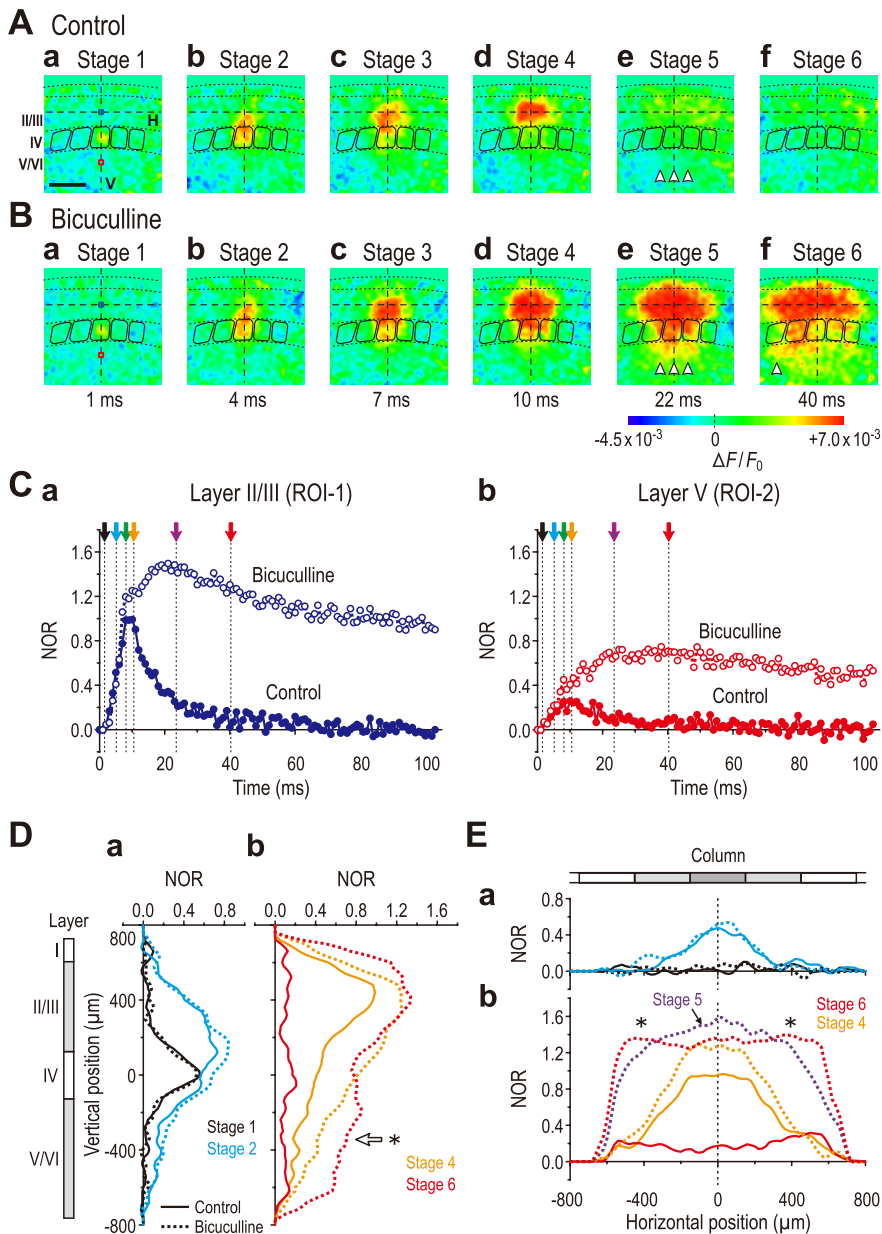 A Control
a Stage 1 b Stage 2 c Stage 3 d Stage 4 e Stage 5 f Stage 6
II/III H
IV
V/VI
V
B Bicuculline
a Stage 1 b Stage 2 c Stage 3 d Stage 4 e Stage 5 f Stage 6
1 ms 4 ms 7 ms 10 ms 22 ms 40 ms
-4.5 x 10⁻³ 0 +7.0 x 10⁻³
ΔF / F₀
C a Layer II/III (ROI-1)
NOR
1.6
1.2
0.8
0.4
0.0
Bicuculline
Control
0 20 40 60 80 100
Time (ms)
b Layer V (ROI-2)
NOR
1.6
1.2
0.8
0.4
0.0
Bicuculline
Control
0 20 40 60 80 100
Time (ms)
D
a
NOR
0.0 0.4 0.8
Layer
I
II/III
IV
V/VI
Vertical position (µm)
800
400
0
-400
-800
Stage 1
Stage 2
Control
Bicuculline
b
NOR
0.0 0.4 0.8 1.2 1.6
*
Stage 4
Stage 6
E
Column
a
NOR
0.8
0.4
0.0
b
NOR
1.6
1.2
0.8
0.4
0.0
Stage 5
Stage 6
Stage 4
* *
-800 -400 0 400 800
Horizontal position (µm)